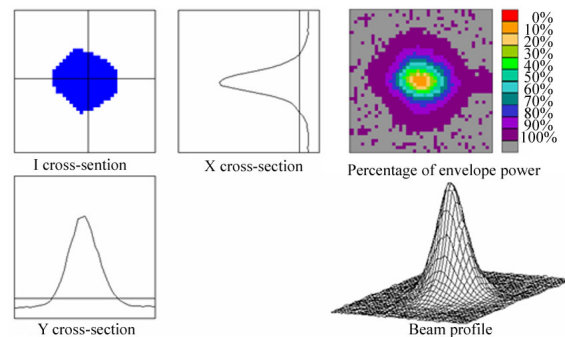 0%
10%
20%
30%
40%
50%
60%
70%
80%
90%
100%
I cross-sention
X cross-section
Percentage of envelope power
Y cross-section
Beam profile